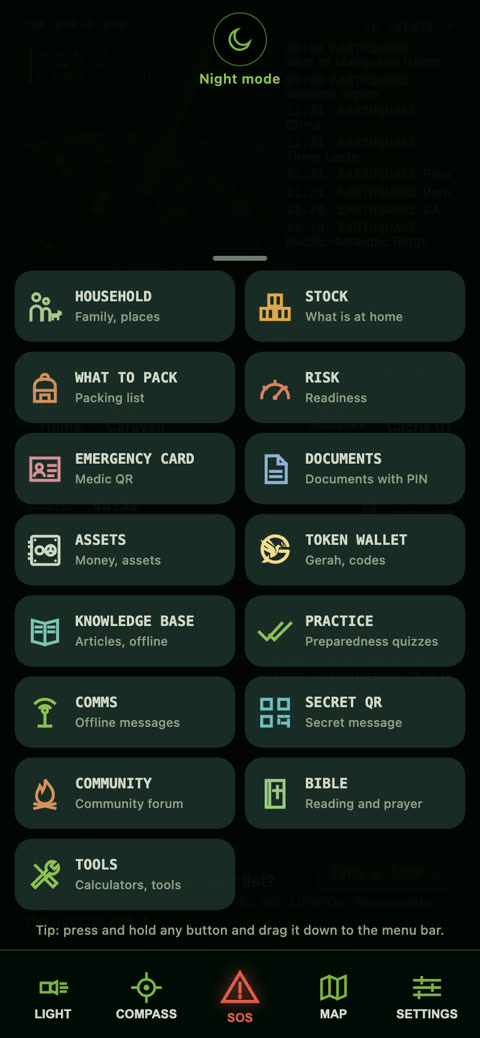 Night mode
HOUSEHOLD
Family, places
STOCK
What is at home
WHAT TO PACK
Packing list
RISK
Readiness
EMERGENCY CARD
Medic QR
DOCUMENTS
Documents with PIN
ASSETS
Money, assets
TOKEN WALLET
Gerah, codes
KNOWLEDGE BASE
Articles, offline
PRACTICE
Preparedness quizzes
COMMS
Offline messages
SECRET QR
Secret message
COMMUNITY
Community forum
BIBLE
Reading and prayer
TOOLS
Calculators, tools
Tip: press and hold any button and drag it down to the menu bar.
LIGHT
COMPASS
SOS
MAP
SETTINGS